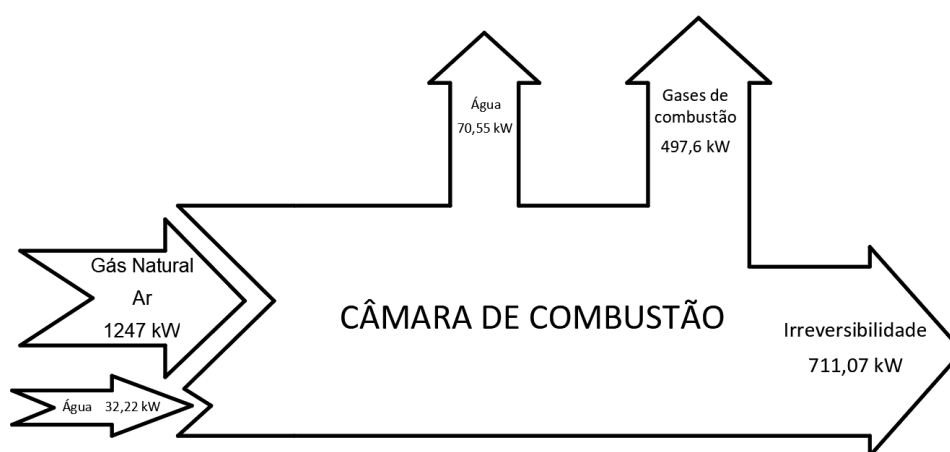 Água
70,55 kW
Gases de
combustão
497,6 kW
Gás Natural
Ar
1247 kW
CÂMARA DE COMBUSTÃO
Irreversibilidade
711,07 kW
Água 32,22 kW